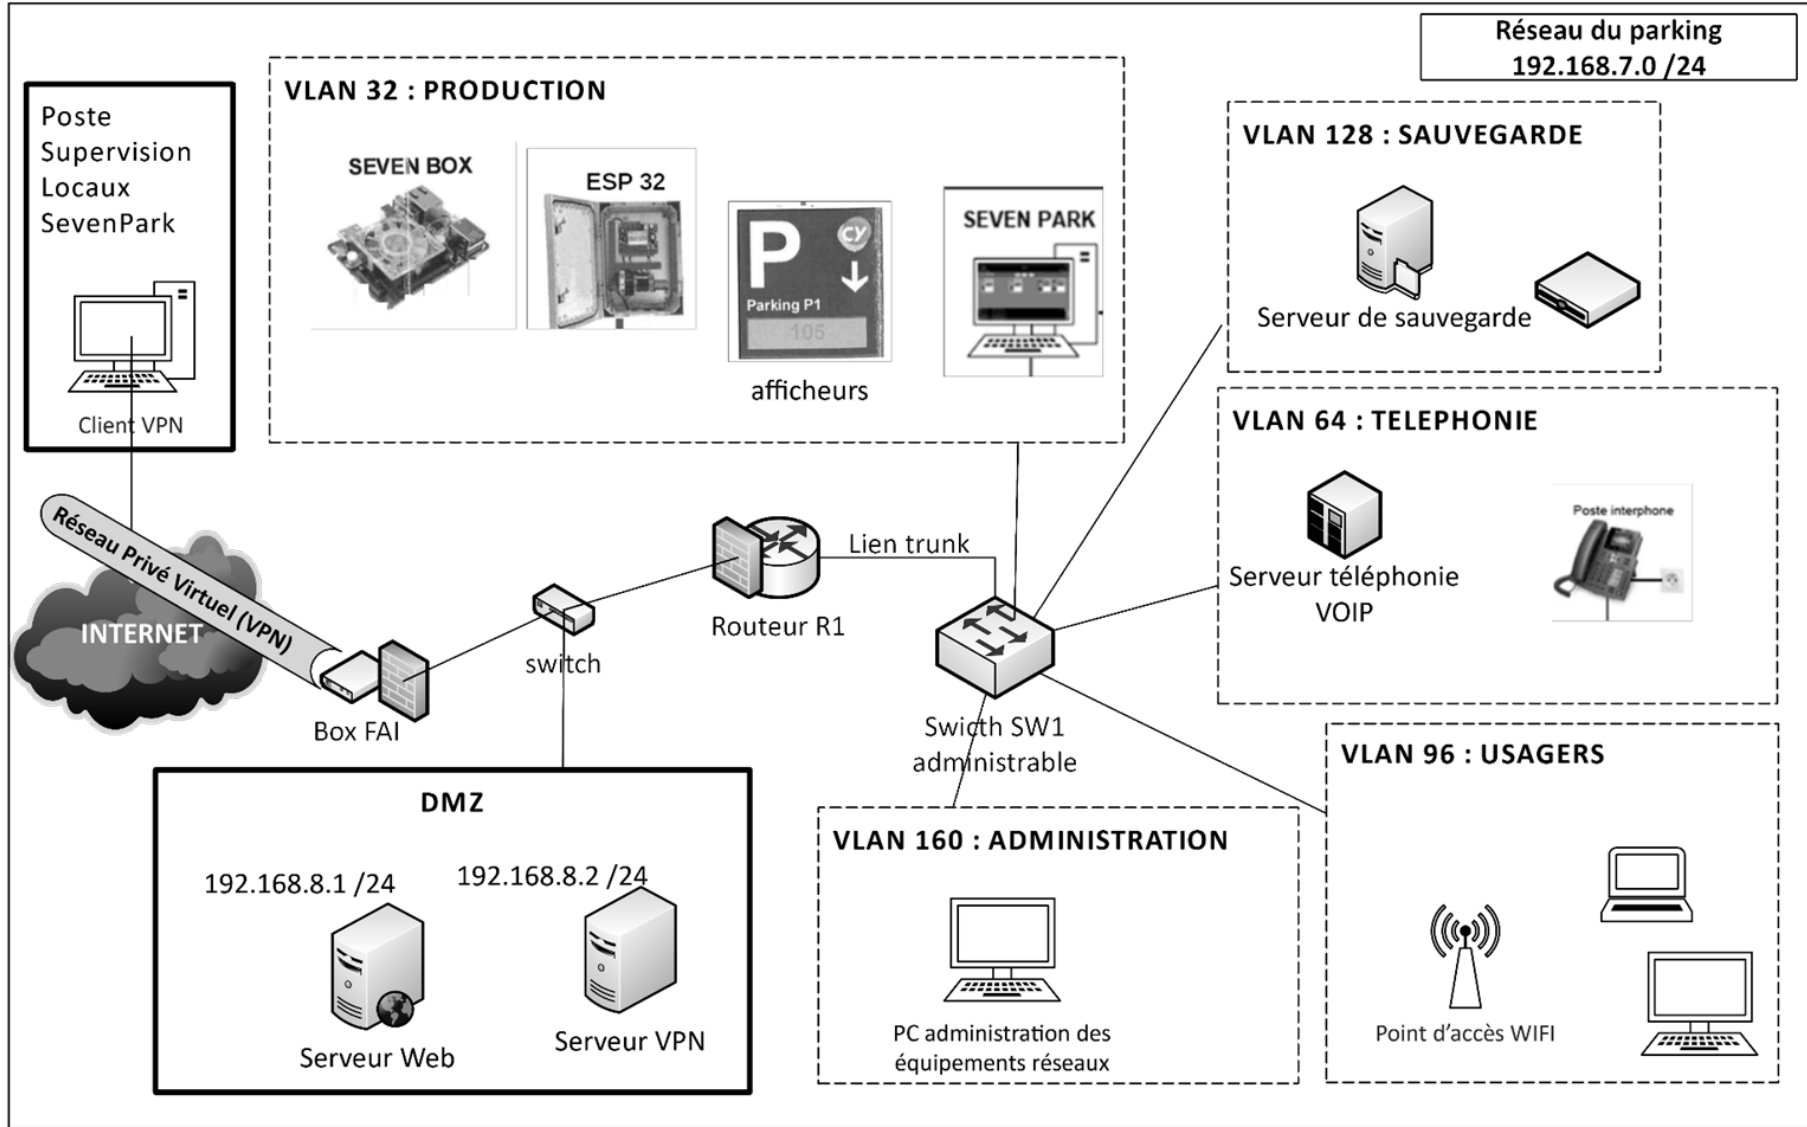 Réseau du parking
192.168.7.0 /24
Poste
Supervision
Locaux
SevenPark
Client VPN
VLAN 32 : PRODUCTION
SEVEN BOX
ESP 32
P
CY
Parking P1
105
afficheurs
SEVEN PARK
VLAN 128 : SAUVEGARDE
Serveur de sauvegarde
VLAN 64 : TELEPHONIE
Serveur téléphonie
VOIP
Poste interphone
Réseau Privé Virtuel (VPN)
INTERNET
Box FAI
switch
Routeur R1
Lien trunk
Swicth SW1
administrable
DMZ
192.168.8.1 /24
192.168.8.2 /24
Serveur Web
Serveur VPN
VLAN 160 : ADMINISTRATION
PC administration des
équipements réseaux
VLAN 96 : USAGERS
Point d'accès WIFI